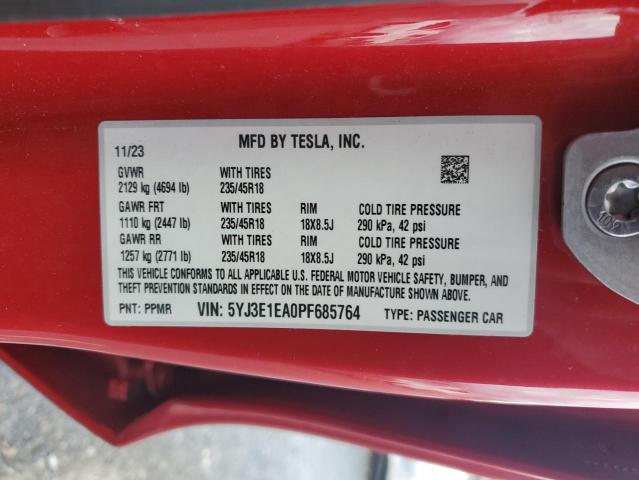 MFD BY TESLA, INC.
11/23
GVWR WITH TIRES
2129 kg (4694 lb) 235/45R18
GAWR FRT WITH TIRES RIM COLD TIRE PRESSURE
1110 kg (2447 lb) 235/45R18 18X8.5J 290 kPa, 42 psi
GAWR RR WITH TIRES RIM COLD TIRE PRESSURE
1257 kg (2771 lb) 235/45R18 18X8.5J 290 kPa, 42 psi
THIS VEHICLE CONFORMS TO ALL APPLICABLE U.S. FEDERAL MOTOR VEHICLE SAFETY, BUMPER, AND
THEFT PREVENTION STANDARDS IN EFFECT ON THE DATE OF MANUFACTURE SHOWN ABOVE.
PNT: PPMR VIN: 5YJ3E1EA0PF685764 TYPE: PASSENGER CAR
10.9